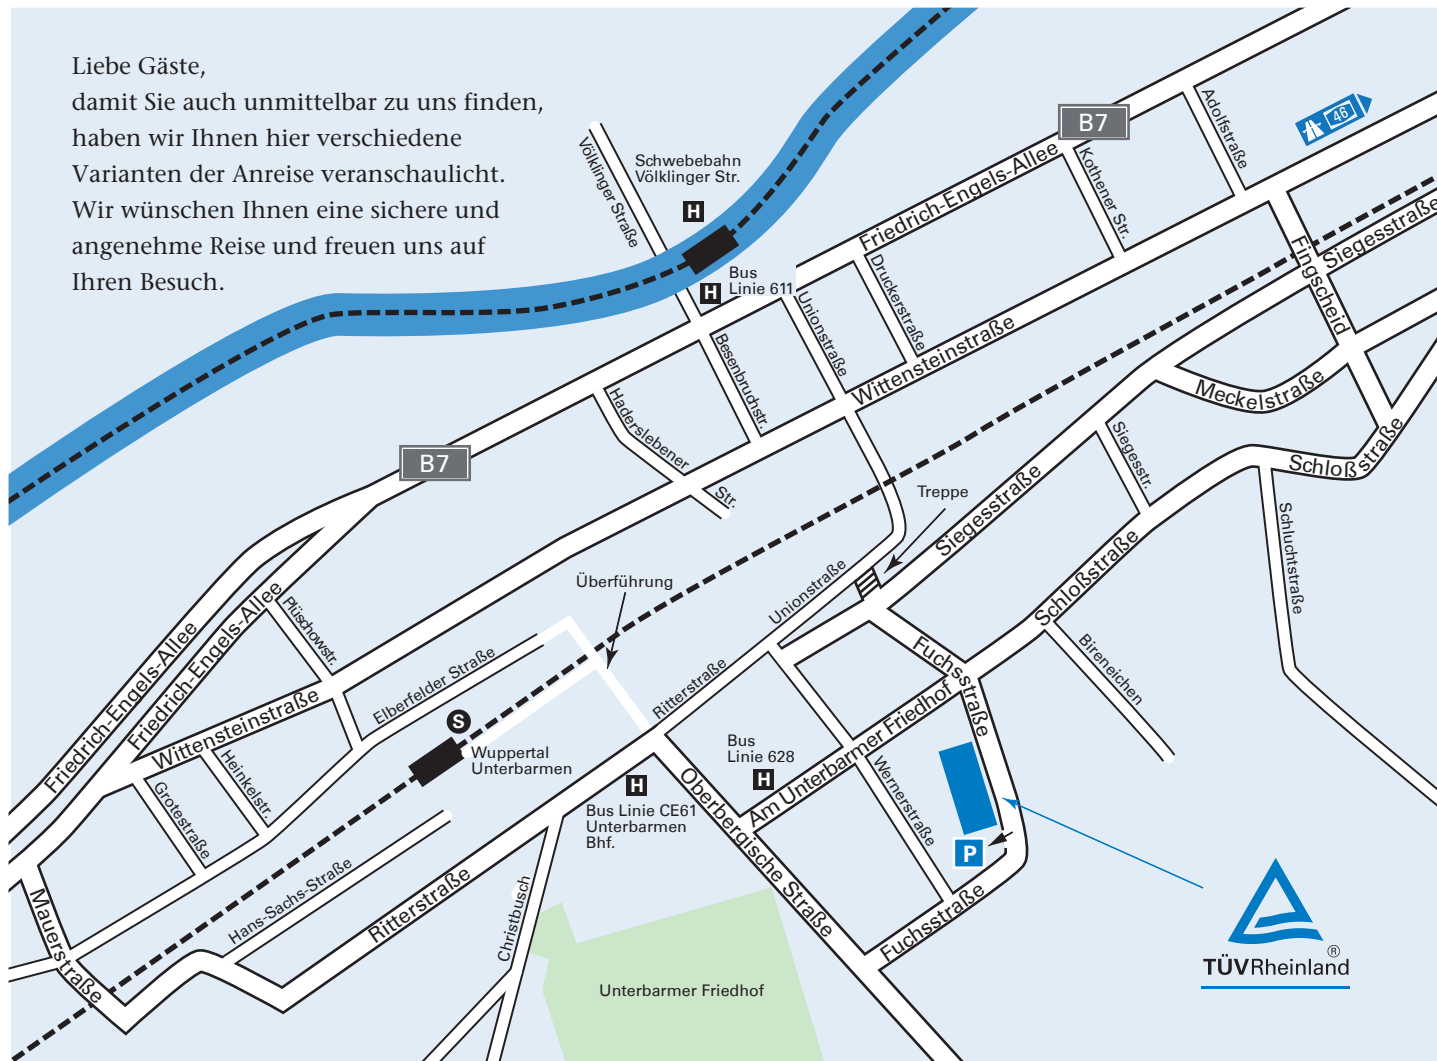 Liebe Gäste,
damit Sie auch unmittelbar zu uns finden,
haben wir Ihnen hier verschiedene
Varianten der Anreise veranschaulicht.
Wir wünschen Ihnen eine sichere und
angenehme Reise und freuen uns auf
Ihren Besuch.
Völklinger Straße
Schwebebahn
Völklinger Str.
H
H
Bus
Linie 611
B7
Friedrich-Engels-Allee
Kothener Str.
Adolfstraße
46
Siegesstraße
Fingscheid
Druckerstraße
Unionstraße
Besenbruchstr.
Wittensteinstraße
Meckelstraße
Haderslebener
Str.
B7
Siegesstr.
Schloßstraße
Schluchtstraße
Treppe
Siegesstraße
Schloßstraße
Überführung
Unionstraße
Plüschowstr.
Friedrich-Engels-Allee
Friedrich-Engels-Allee
Wittensteinstraße
Elberfelder Straße
Ritterstraße
Fuchsstraße
Bireneichen
S
Wuppertal
Unterbarmen
Heinkelstr.
Grotestraße
H
Bus Linie CE61
Unterbarmen
Bhf.
Bus
Linie 628
H
Am Unterbarmer Friedhof
Oberbergische Straße
Wernerstraße
P
Fuchsstraße
Hans-Sachs-Straße
Ritterstraße
Christbusch
Mauerstraße
Unterbarmer Friedhof
TÜVRheinland®